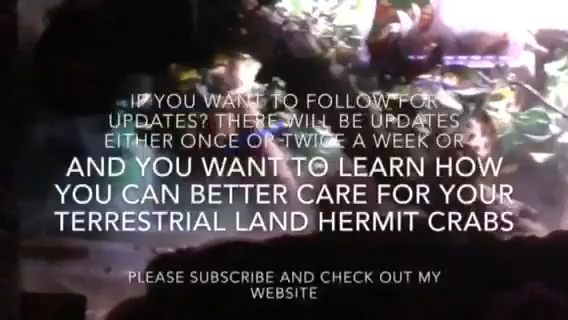 IF YOU WANT TO FOLLOW FOR
UPDATES? THERE WILL BE UPDATES
EITHER ONCE OR TWICE A WEEK OR
AND YOU WANT TO LEARN HOW
YOU CAN BETTER CARE FOR YOUR
TERRESTRIAL LAND HERMIT CRABS
PLEASE SUBSCRIBE AND CHECK OUT MY
WEBSITE